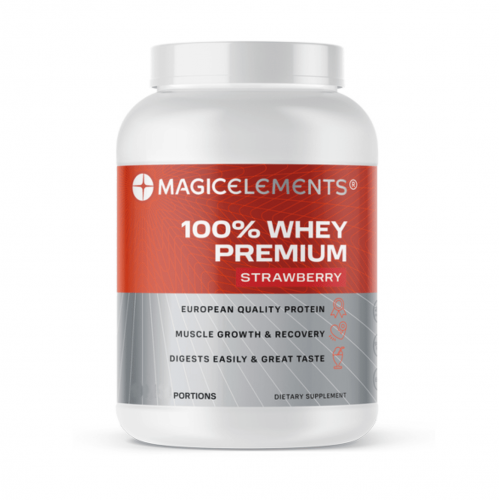 MAGICELEMENTS®
100% WHEY
PREMIUM
STRAWBERRY
EUROPEAN QUALITY PROTEIN
MUSCLE GROWTH & RECOVERY
DIGESTS EASILY & GREAT TASTE
PORTIONS
DIETARY SUPPLEMENT